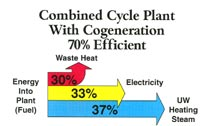 Combined Cycle Plant
With Cogeneration
70% Efficient
Waste Heat
30%
Energy
Into
Plant
(Fuel)
33%
Electricity
37%
UW
Heating
Steam